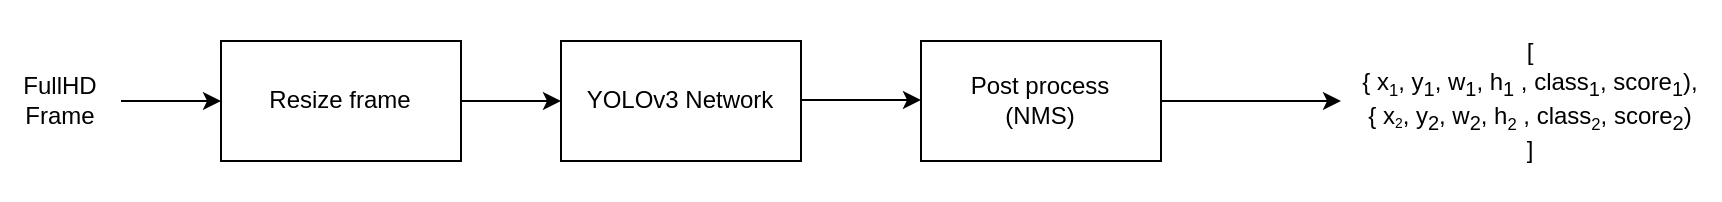 FullHD
Frame
Resize frame
YOLOv3 Network
Post process
(NMS)
[
{ x₁, y₁, w₁, h₁ , class₁, score₁),
{ x₂, y₂, w₂, h₂ , class₂, score₂)
]